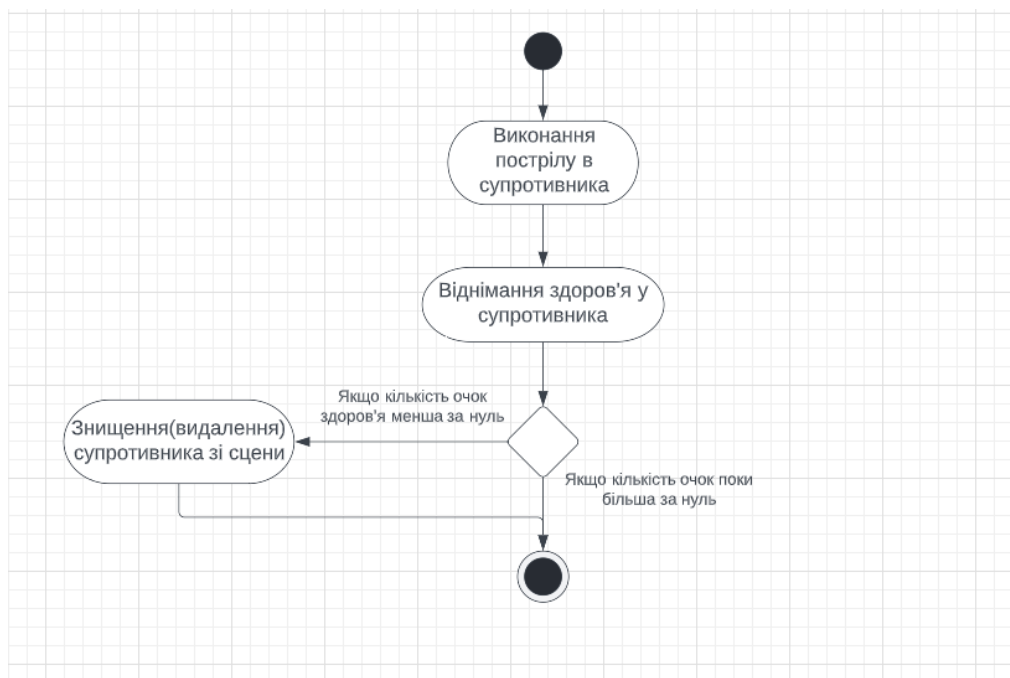 Виконання
пострілу в
супротивника
Віднімання здоров'я у
супротивника
Якщо кількість очок
здоров'я менша за нуль
Знищення(видалення)
супротивника зі сцени
Якщо кількість очок поки
більша за нуль